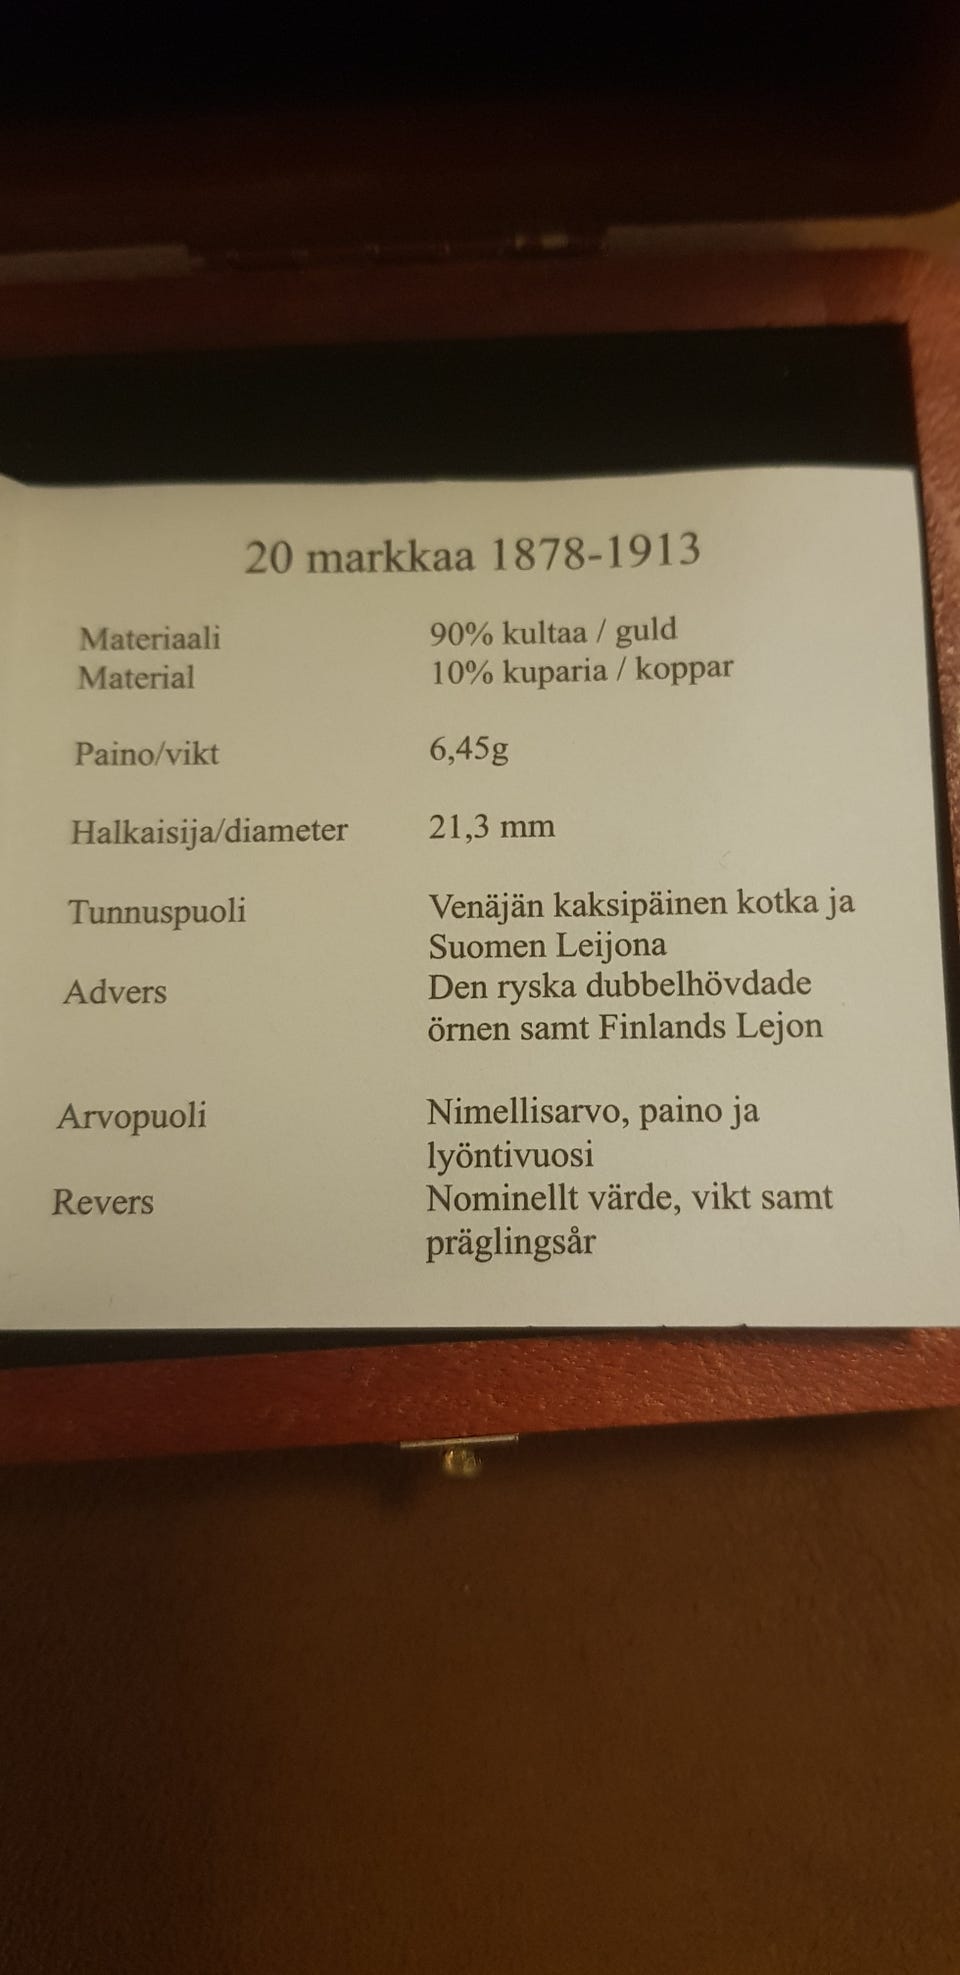 20 markkaa 1878-1913
Materiaali 90% kultaa / guld
Material 10% kuparia / koppar
Paino/vikt 6,45g
Halkaisija/diameter 21,3 mm
Tunnuspuoli Venäjän kaksipäinen kotka ja
Suomen Leijona
Advers Den ryska dubbelhövdade
örnen samt Finlands Lejon
Arvopuoli Nimellisarvo, paino ja
lyöntivuosi
Revers Nominellt värde, vikt samt
präglingsår